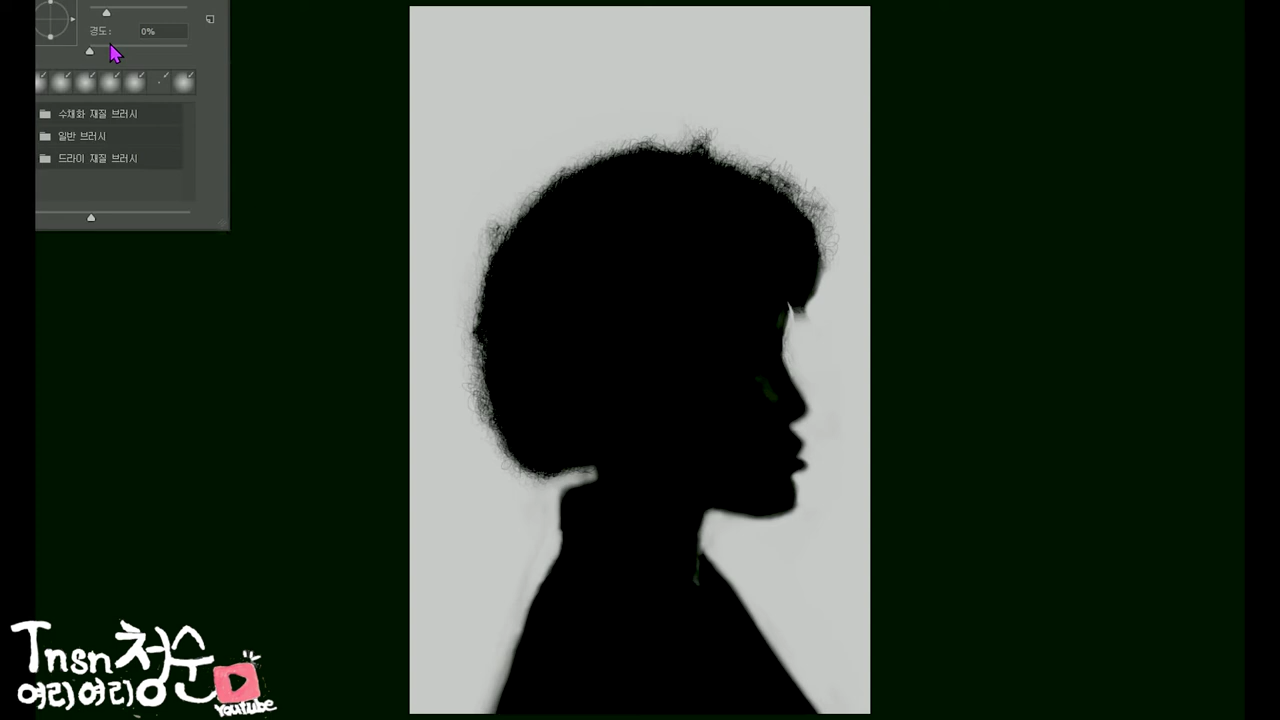 경도: 0%
수채화 재질 브러시
일반 브러시
드라이 재질 브러시
Tnsn청순
여리여리
YouTube